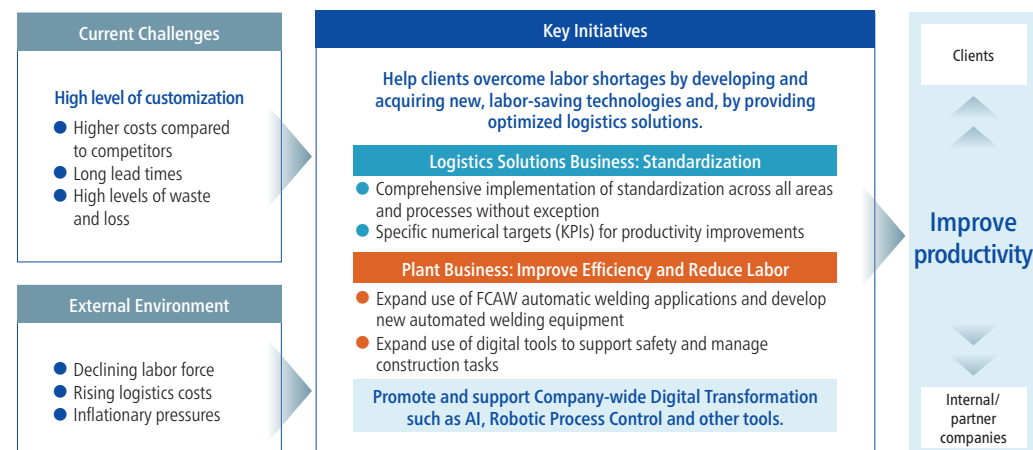 Current Challenges
High level of customization
● Higher costs compared
to competitors
● Long lead times
● High levels of waste
and loss
External Environment
● Declining labor force
● Rising logistics costs
● Inflationary pressures
Key Initiatives
Help clients overcome labor shortages by developing and
acquiring new, labor-saving technologies and, by providing
optimized logistics solutions.
Logistics Solutions Business: Standardization
● Comprehensive implementation of standardization across all areas
and processes without exception
● Specific numerical targets (KPIs) for productivity improvements
Plant Business: Improve Efficiency and Reduce Labor
● Expand use of FCAW automatic welding applications and develop
new automated welding equipment
● Expand use of digital tools to support safety and manage
construction tasks
Promote and support Company-wide Digital Transformation
such as AI, Robotic Process Control and other tools.
Clients
Improve
productivity
Internal/
partner
companies